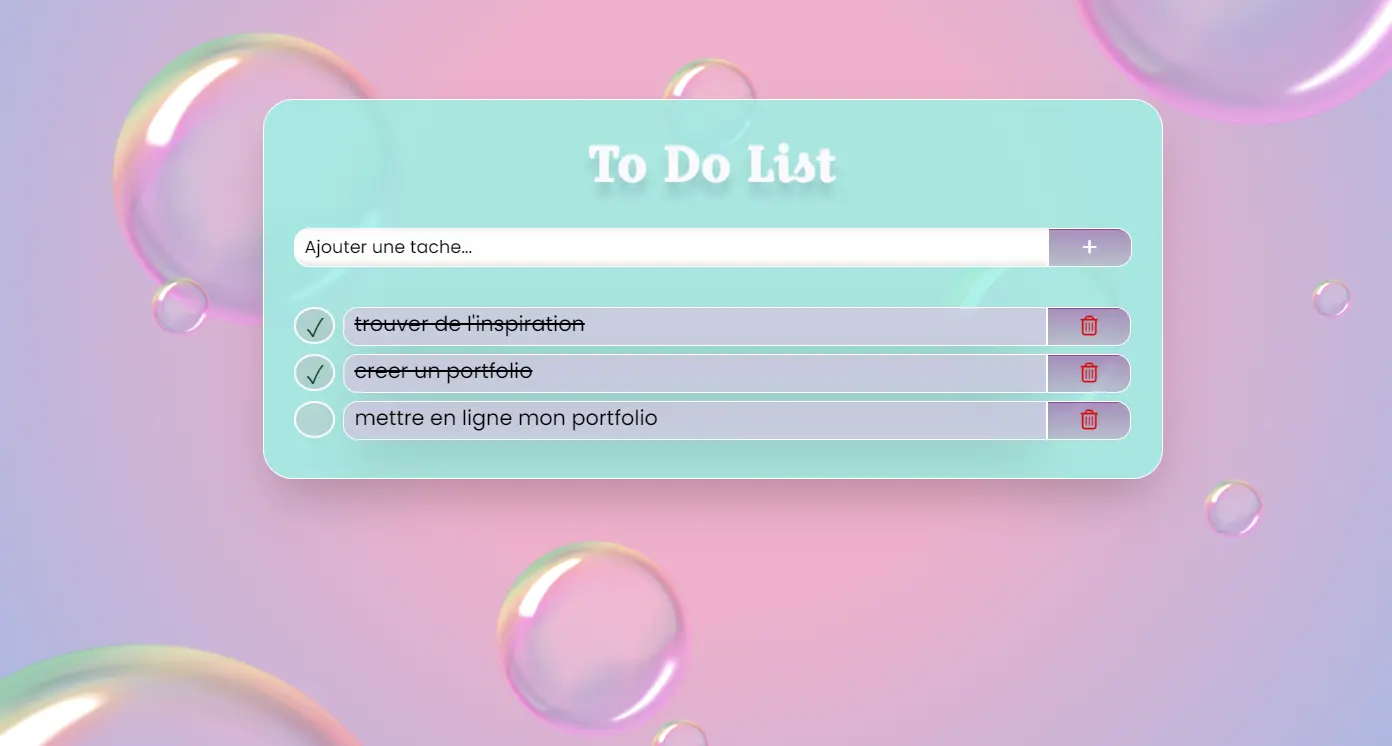 To Do List
Ajouter une tache...
+
✓ trouver de l'inspiration
✓ creer un portfolio
mettre en ligne mon portfolio